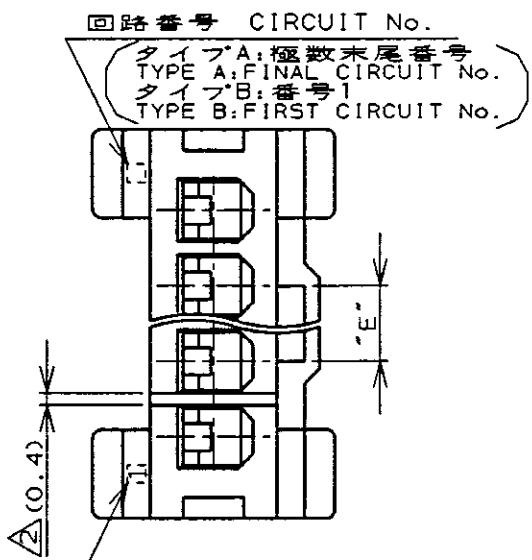 回路番号 CIRCUIT No.
タイプA:極数末尾番号
TYPE A:FINAL CIRCUIT No.
タイプB:番号1
TYPE B:FIRST CIRCUIT No.
"E"
1
2 (0.4)